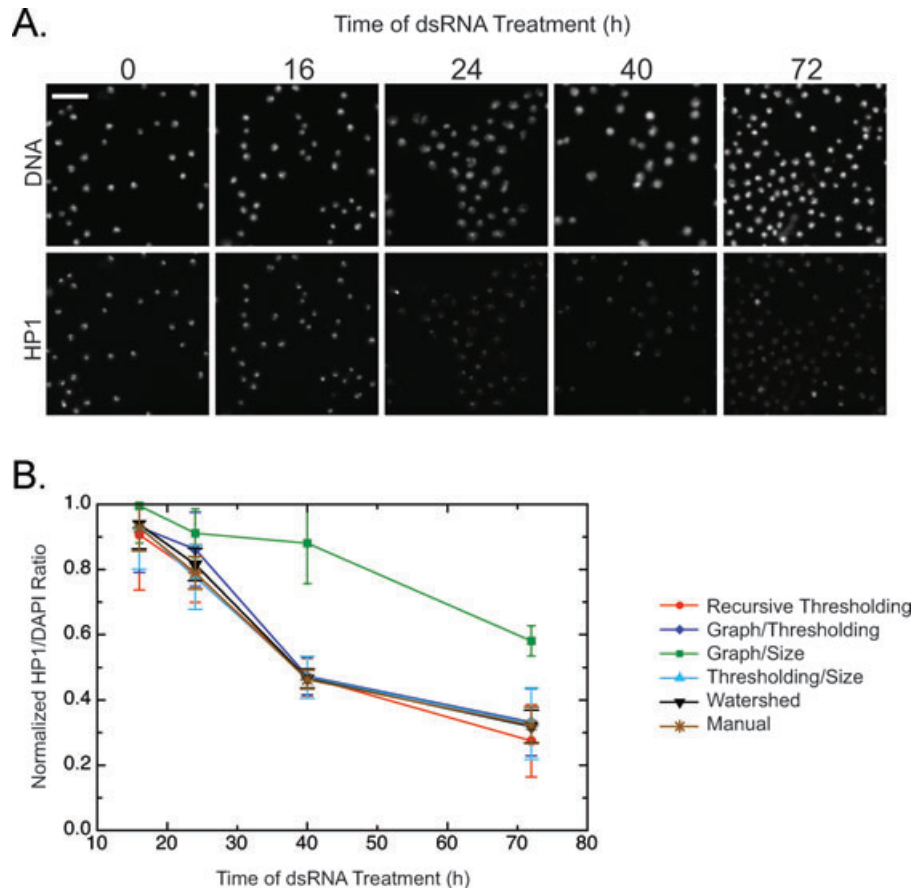 A.
Time of dsRNA Treatment (h)
0 16 24 40 72
DNA
HP1
B.
Normalized HP1/DAPI Ratio
1.0
0.8
0.6
0.4
0.2
0.0
10 20 30 40 50 60 70 80
Time of dsRNA Treatment (h)
Recursive Thresholding
Graph/Thresholding
Graph/Size
Thresholding/Size
Watershed
Manual